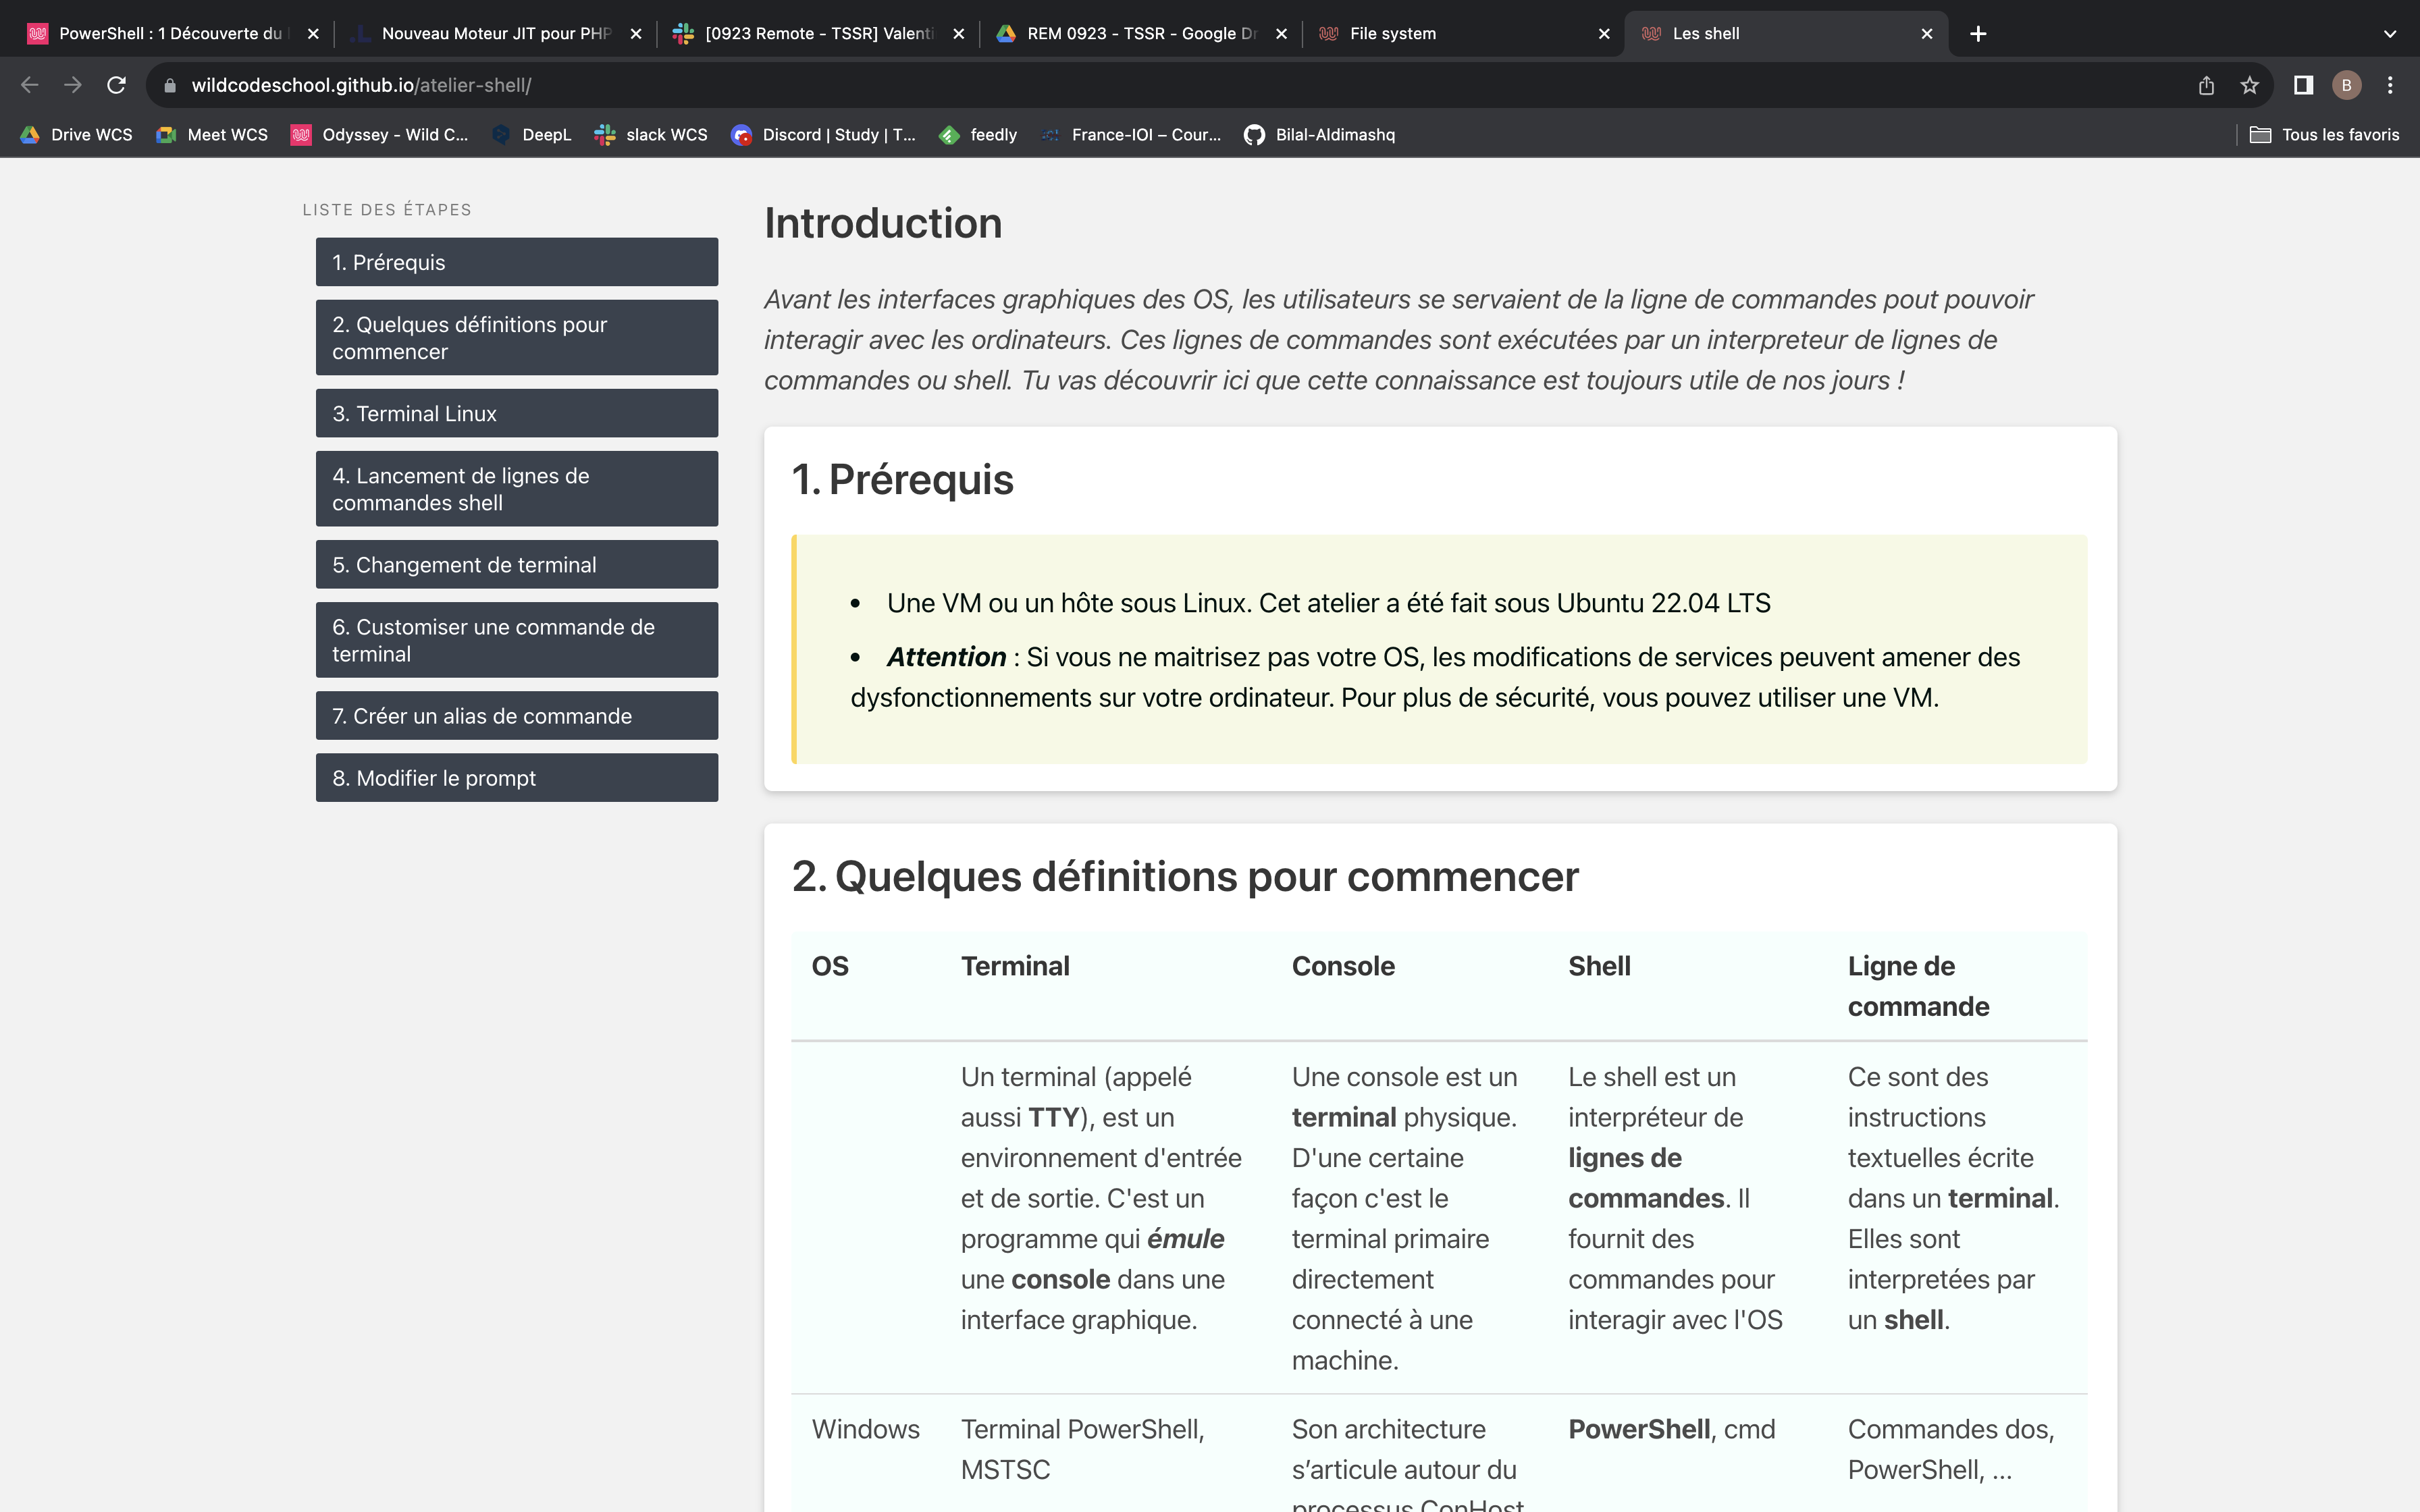 PowerShell : 1 Découverte du
Nouveau Moteur JIT pour PHP
[0923 Remote - TSSR] Valenti
REM 0923 - TSSR - Google Dr
File system
Les shell
wildcodeschool.github.io/atelier-shell/
B
Drive WCS
Meet WCS
Odyssey - Wild C...
DeepL
slack WCS
Discord | Study | T...
feedly
France-IOI – Cour...
Bilal-Aldimashq
Tous les favoris
LISTE DES ÉTAPES
1. Prérequis
2. Quelques définitions pour
commencer
3. Terminal Linux
4. Lancement de lignes de
commandes shell
5. Changement de terminal
6. Customiser une commande de
terminal
7. Créer un alias de commande
8. Modifier le prompt
Introduction
Avant les interfaces graphiques des OS, les utilisateurs se servaient de la ligne de commandes pout pouvoir
interagir avec les ordinateurs. Ces lignes de commandes sont exécutées par un interpreteur de lignes de
commandes ou shell. Tu vas découvrir ici que cette connaissance est toujours utile de nos jours !
1. Prérequis
• Une VM ou un hôte sous Linux. Cet atelier a été fait sous Ubuntu 22.04 LTS
• Attention : Si vous ne maitrisez pas votre OS, les modifications de services peuvent amener des
dysfonctionnements sur votre ordinateur. Pour plus de sécurité, vous pouvez utiliser une VM.
2. Quelques définitions pour commencer
OS
Terminal
Console
Shell
Ligne de
commande
Un terminal (appelé
aussi TTY), est un
environnement d'entrée
et de sortie. C'est un
programme qui émule
une console dans une
interface graphique.
Une console est un
terminal physique.
D'une certaine
façon c'est le
terminal primaire
directement
connecté à une
machine.
Le shell est un
interpréteur de
lignes de
commandes. Il
fournit des
commandes pour
interagir avec l'OS
Ce sont des
instructions
textuelles écrite
dans un terminal.
Elles sont
interpretées par
un shell.
Windows
Terminal PowerShell,
MSTSC
Son architecture
s'articule autour du
processus ConHost
PowerShell, cmd
Commandes dos,
PowerShell, ...